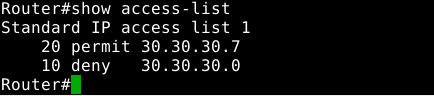 Router#show access-list
Standard IP access list 1
    20 permit 30.30.30.7
    10 deny   30.30.30.0
Router#